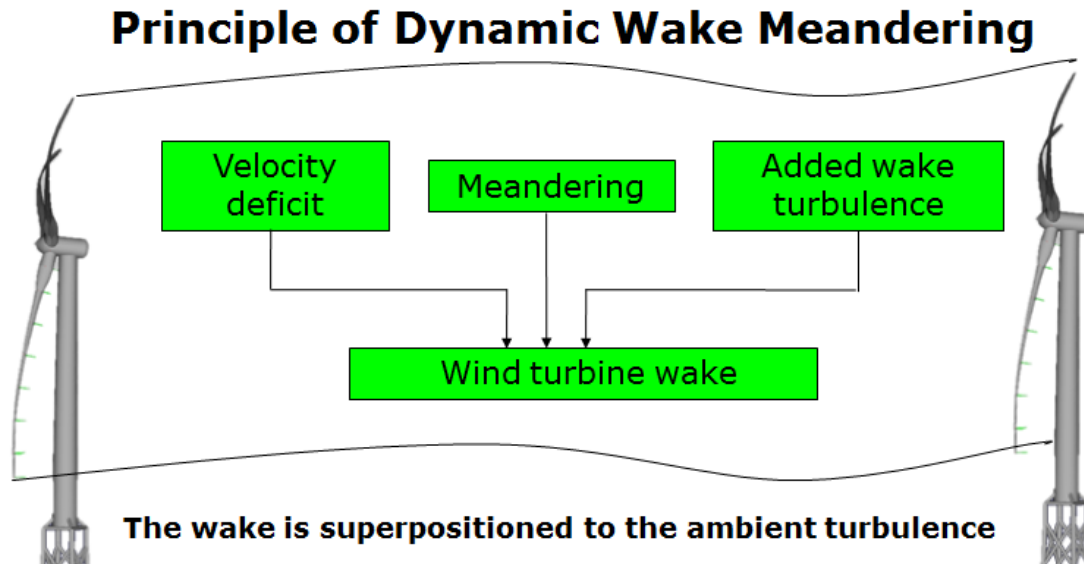 Principle of Dynamic Wake Meandering
Velocity
deficit
Meandering
Added wake
turbulence
Wind turbine wake
The wake is superpositioned to the ambient turbulence